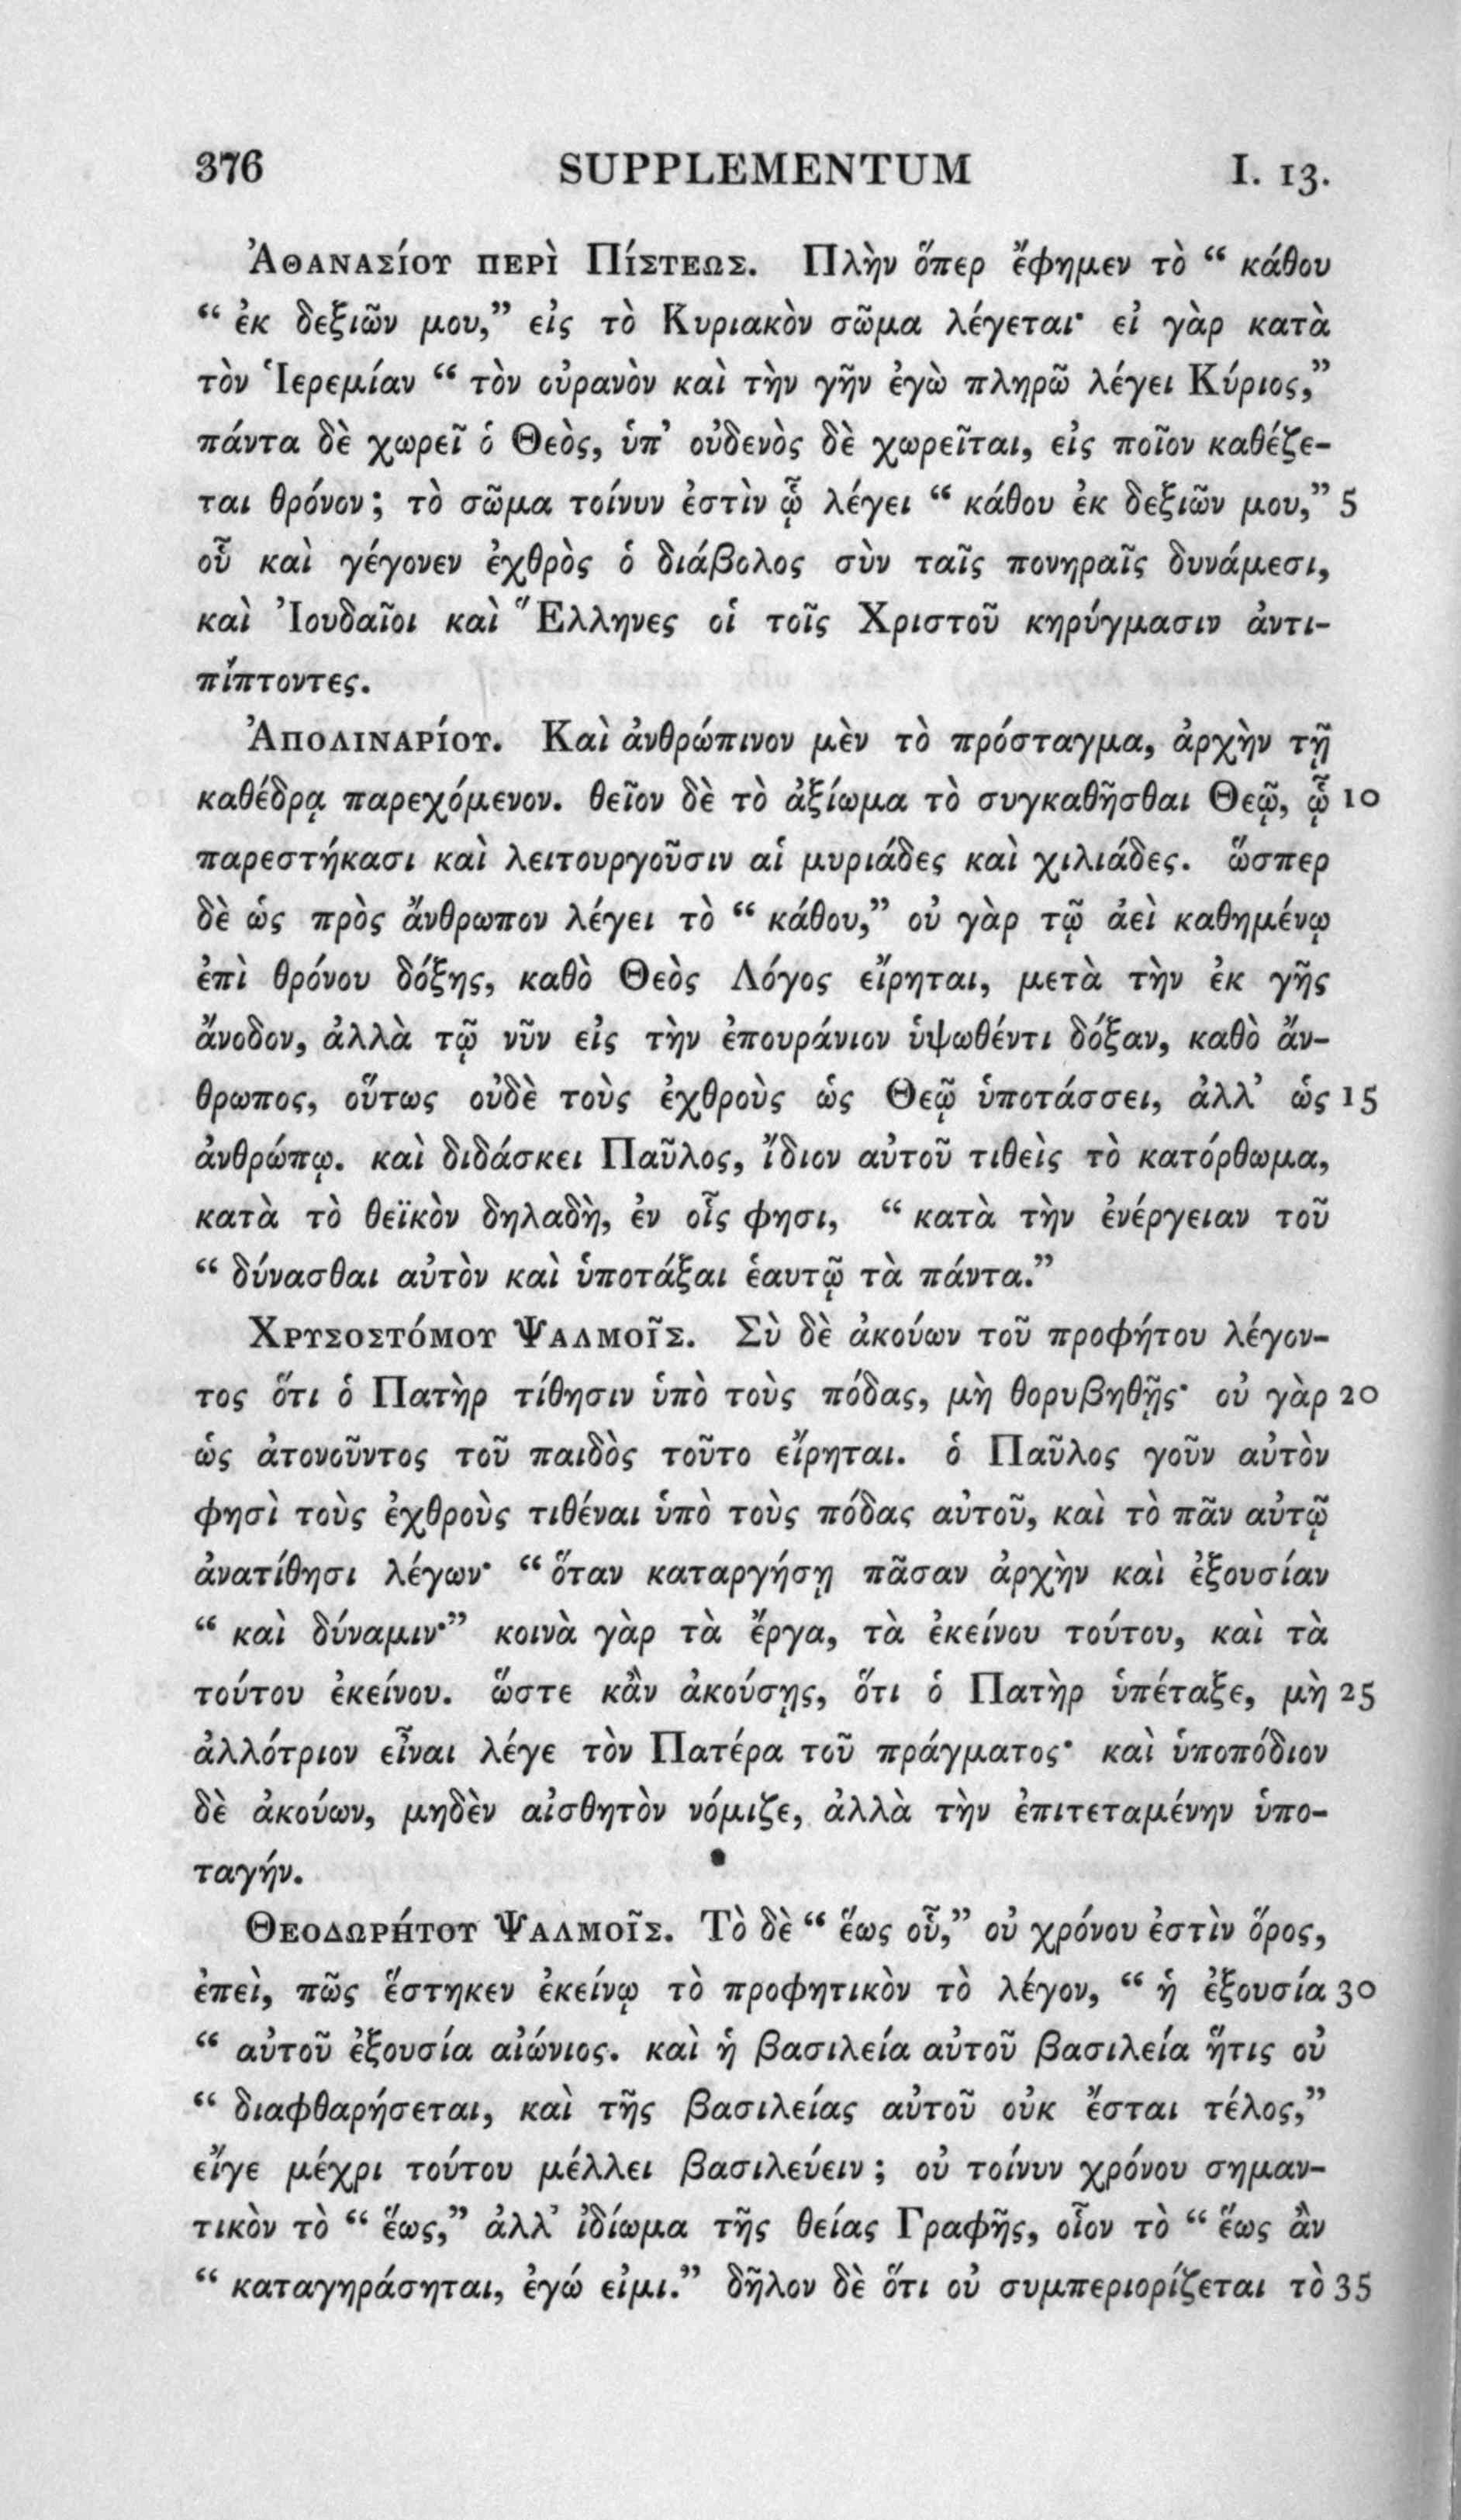 376 SUPPLEMENTUM I. 13.
Ἀθανασίου περὶ Πίστεως. Πλὴν ὅπερ ἔφημεν τὸ “ κάθου
“ ἐκ δεξιῶν μου,” εἰς τὸ Κυριακὸν σῶμα λέγεται· εἰ γὰρ κατὰ
τὸν Ἱερεμίαν “ τὸν οὐρανὸν καὶ τὴν γῆν ἐγὼ πληρῶ λέγει Κύριος,”
πάντα δὲ χωρεῖ ὁ Θεὸς, ὑπ’ οὐδενὸς δὲ χωρεῖται, εἰς ποῖον καθέζε-
ται θρόνον; τὸ σῶμα τοίνυν ἐστὶν ᾧ λέγει “ κάθου ἐκ δεξιῶν μου,” 5
οὗ καὶ γέγονεν ἐχθρὸς ὁ διάβολος σὺν ταῖς πονηραῖς δυνάμεσι,
καὶ Ἰουδαῖοι καὶ Ἕλληνες οἱ τοῖς Χριστοῦ κηρύγμασιν ἀντι-
πίπτοντες.
Ἀπολιναρίου. Καὶ ἀνθρώπινον μὲν τὸ πρόσταγμα, ἀρχὴν τῇ
καθέδρᾳ παρεχόμενον. θεῖον δὲ τὸ ἀξίωμα τὸ συγκαθῆσθαι Θεῷ, ᾧ 10
παρεστήκασι καὶ λειτουργοῦσιν αἱ μυριάδες καὶ χιλιάδες. ὥσπερ
δὲ ὡς πρὸς ἄνθρωπον λέγει τὸ “ κάθου,” οὐ γὰρ τῷ ἀεὶ καθημένῳ
ἐπὶ θρόνου δόξης, καθὸ Θεὸς Λόγος εἴρηται, μετὰ τὴν ἐκ γῆς
ἄνοδον, ἀλλὰ τῷ νῦν εἰς τὴν ἐπουράνιον ὑψωθέντι δόξαν, καθὸ ἄν-
θρωπος, οὕτως οὐδὲ τοὺς ἐχθροὺς ὡς Θεῷ ὑποτάσσει, ἀλλ’ ὡς 15
ἀνθρώπῳ. καὶ διδάσκει Παῦλος, ἴδιον αὐτοῦ τιθεὶς τὸ κατόρθωμα,
κατὰ τὸ θεϊκὸν δηλαδὴ, ἐν οἷς φησι, “ κατὰ τὴν ἐνέργειαν τοῦ
“ δύνασθαι αὐτὸν καὶ ὑποτάξαι ἑαυτῷ τὰ πάντα.”
Χρυσοστόμου Ψαλμοῖς. Σὺ δὲ ἀκούων τοῦ προφήτου λέγον-
τος ὅτι ὁ Πατὴρ τίθησιν ὑπὸ τοὺς πόδας, μὴ θορυβηθῇς· οὐ γὰρ 20
ὡς ἀτονοῦντος τοῦ παιδὸς τοῦτο εἴρηται. ὁ Παῦλος γοῦν αὐτὸν
φησὶ τοὺς ἐχθροὺς τιθέναι ὑπὸ τοὺς πόδας αὐτοῦ, καὶ τὸ πᾶν αὐτῷ
ἀνατίθησι λέγων· “ ὅταν καταργήσῃ πᾶσαν ἀρχὴν καὶ ἐξουσίαν
“ καὶ δύναμιν·” κοινὰ γὰρ τὰ ἔργα, τὰ ἐκείνου τούτου, καὶ τὰ
τούτου ἐκείνου. ὥστε κἂν ἀκούσῃς, ὅτι ὁ Πατὴρ ὑπέταξε, μὴ 25
ἀλλότριον εἶναι λέγε τὸν Πατέρα τοῦ πράγματος· καὶ ὑποπόδιον
δὲ ἀκούων, μηδὲν αἰσθητὸν νόμιζε, ἀλλὰ τὴν ἐπιτεταμένην ὑπο-
ταγήν.
Θεοδωρήτου Ψαλμοῖς. Τὸ δὲ “ ἕως οὗ,” οὐ χρόνου ἐστὶν ὅρος,
ἐπεὶ, πῶς ἕστηκεν ἐκείνῳ τὸ προφητικὸν τὸ λέγον, “ ἡ ἐξουσία 30
“ αὐτοῦ ἐξουσία αἰώνιος. καὶ ἡ βασιλεία αὐτοῦ βασιλεία ἥτις οὐ
“ διαφθαρήσεται, καὶ τῆς βασιλείας αὐτοῦ οὐκ ἔσται τέλος,”
εἴγε μέχρι τούτου μέλλει βασιλεύειν; οὐ τοίνυν χρόνου σημαν-
τικὸν τὸ “ ἕως,” ἀλλ’ ἰδίωμα τῆς θείας Γραφῆς, οἷον τὸ “ ἕως ἂν
“ καταγηράσηται, ἐγώ εἰμι.” δῆλον δὲ ὅτι οὐ συμπεριορίζεται τὸ 35